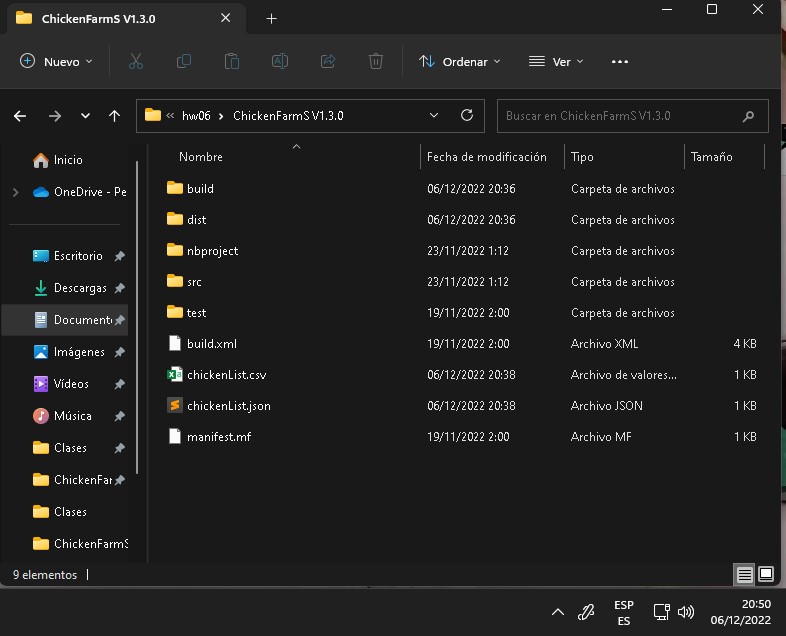 ChickenFarmS V1.3.0
Nuevo Ordenar Ver
« hw06 > ChickenFarmS V1.3.0 Buscar en ChickenFarmS V1.3.0
Nombre Fecha de modificación Tipo Tamaño
Inicio
OneDrive - Pe
Escritorio
Descargas
Document
Imágenes
Vídeos
Música
Clases
ChickenFar
Clases
ChickenFarmS
build 06/12/2022 20:36 Carpeta de archivos
dist 06/12/2022 20:36 Carpeta de archivos
nbproject 23/11/2022 1:12 Carpeta de archivos
src 23/11/2022 1:12 Carpeta de archivos
test 19/11/2022 2:00 Carpeta de archivos
build.xml 19/11/2022 2:00 Archivo XML 4 KB
chickenList.csv 06/12/2022 20:38 Archivo de valores... 1 KB
chickenList.json 06/12/2022 20:38 Archivo JSON 1 KB
manifest.mf 19/11/2022 2:00 Archivo MF 1 KB
9 elementos
ESP
ES
20:50
06/12/2022